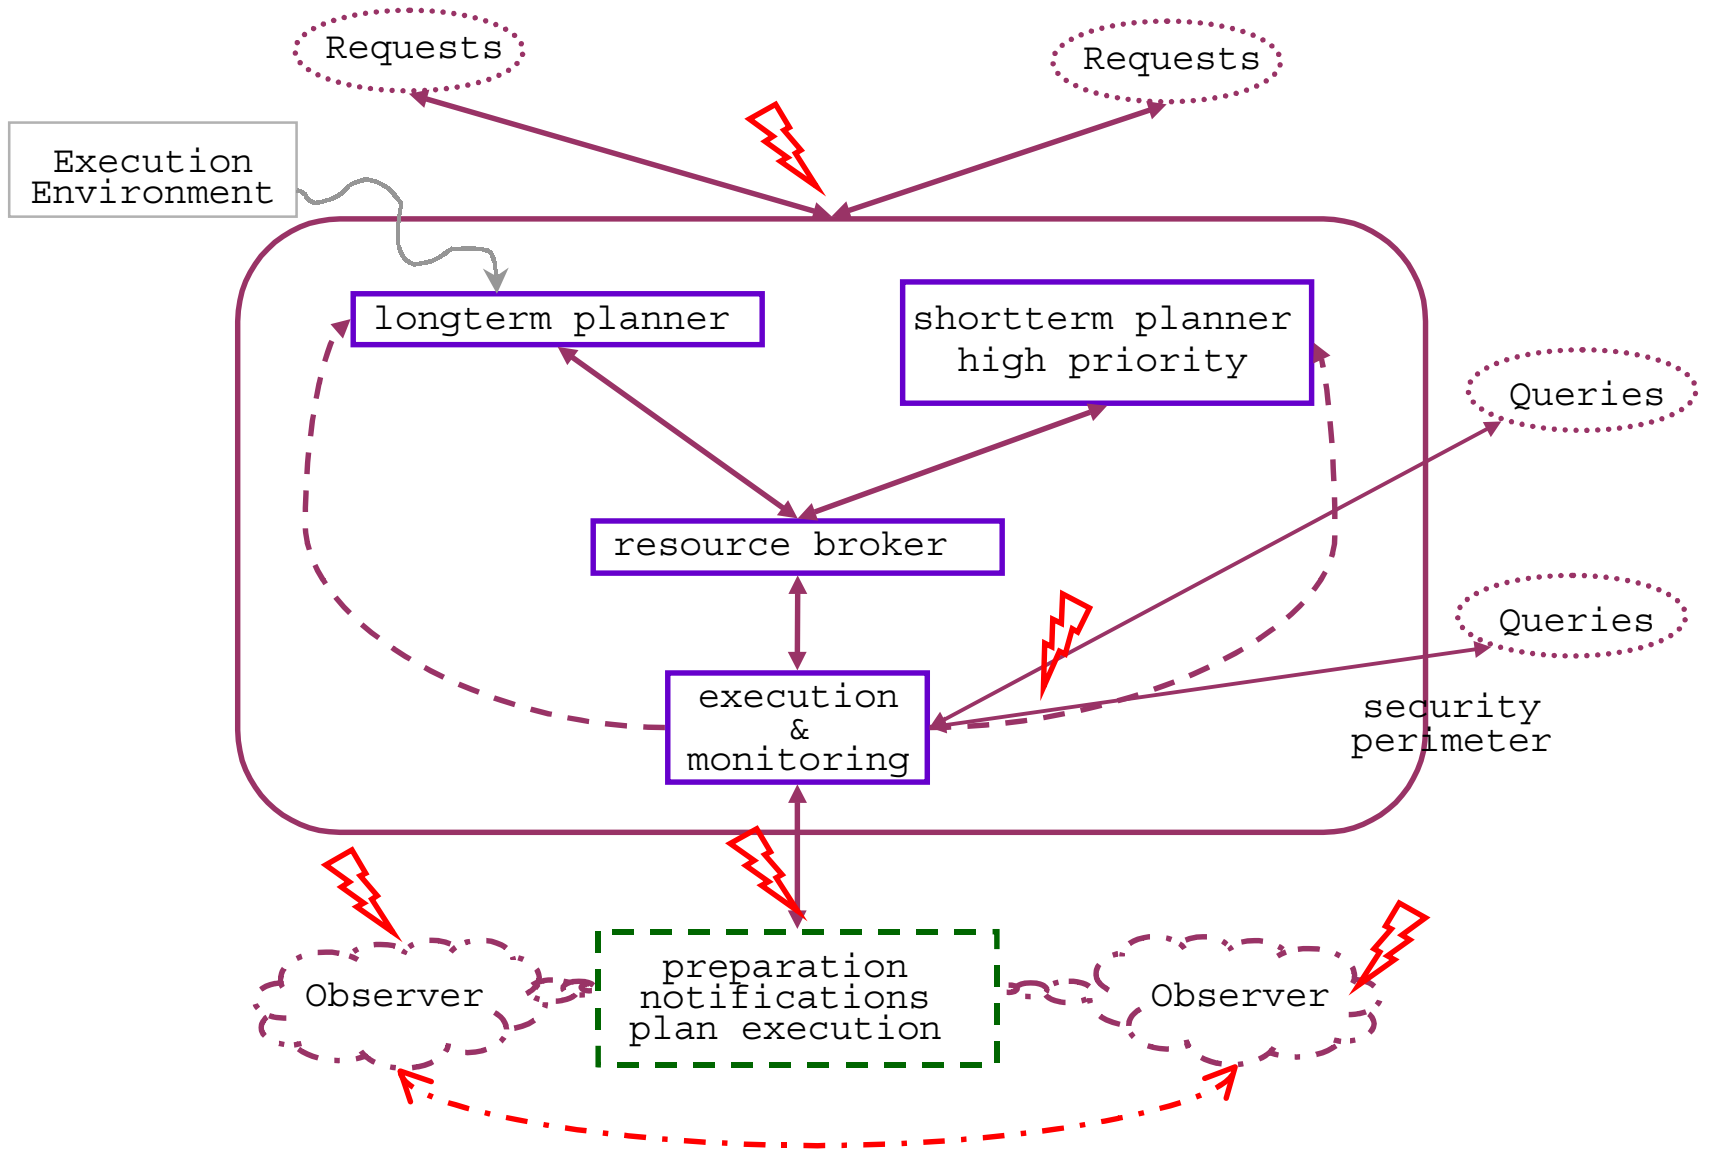 Requests
Requests
Execution
Environment
longterm planner
shortterm planner
high priority
Queries
resource broker
Queries
execution
&
monitoring
security
perimeter
preparation
notifications
plan execution
Observer
Observer